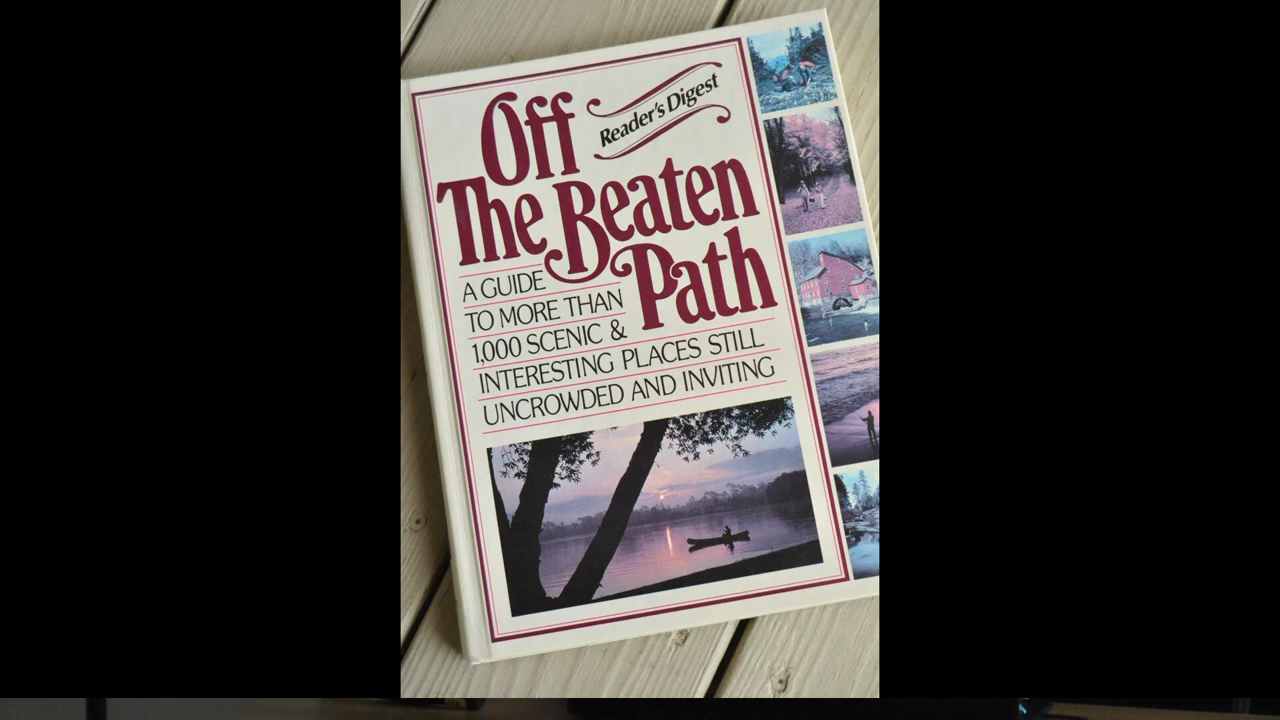 Off
Reader's Digest
The Beaten
Path
A GUIDE
TO MORE THAN
1,000 SCENIC &
INTERESTING PLACES STILL
UNCROWDED AND INVITING